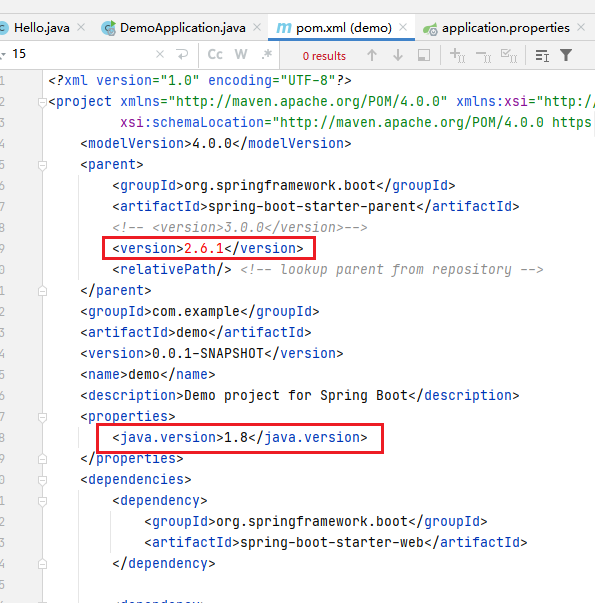 Hello.java × DemoApplication.java × m pom.xml (demo) × application.properties ×
15 × Cc W .* 0 results
<?xml version="1.0" encoding="UTF-8"?>
2 <project xmlns="http://maven.apache.org/POM/4.0.0" xmlns:xsi="http:/
3 xsi:schemaLocation="http://maven.apache.org/POM/4.0.0 https
4 <modelVersion>4.0.0</modelVersion>
5 <parent>
6 <groupId>org.springframework.boot</groupId>
7 <artifactId>spring-boot-starter-parent</artifactId>
8 <!-- <version>3.0.0</version>-->
9 <version>2.6.1</version>
0 <relativePath/> <!-- lookup parent from repository -->
1 </parent>
2 <groupId>com.example</groupId>
3 <artifactId>demo</artifactId>
4 <version>0.0.1-SNAPSHOT</version>
5 <name>demo</name>
6 <description>Demo project for Spring Boot</description>
7 <properties>
8 <java.version>1.8</java.version>
9 </properties>
0 <dependencies>
1 <dependency>
2 <groupId>org.springframework.boot</groupId>
3 <artifactId>spring-boot-starter-web</artifactId>
4 </dependency>
5